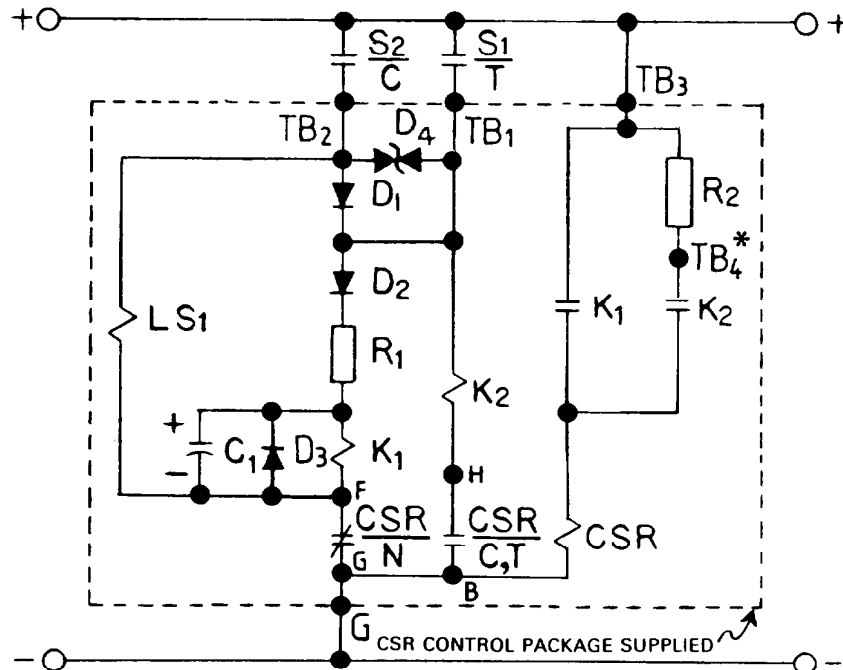 + +
S2 S1
C T
TB3
TB2 D4 TB1
D1
R2
TB4*
D2
LS1 K1 K2
R1
K2
+
C1 D3 K1
-
F H
CSR CSR CSR
N C,T
G B
G
CSR CONTROL PACKAGE SUPPLIED
- -